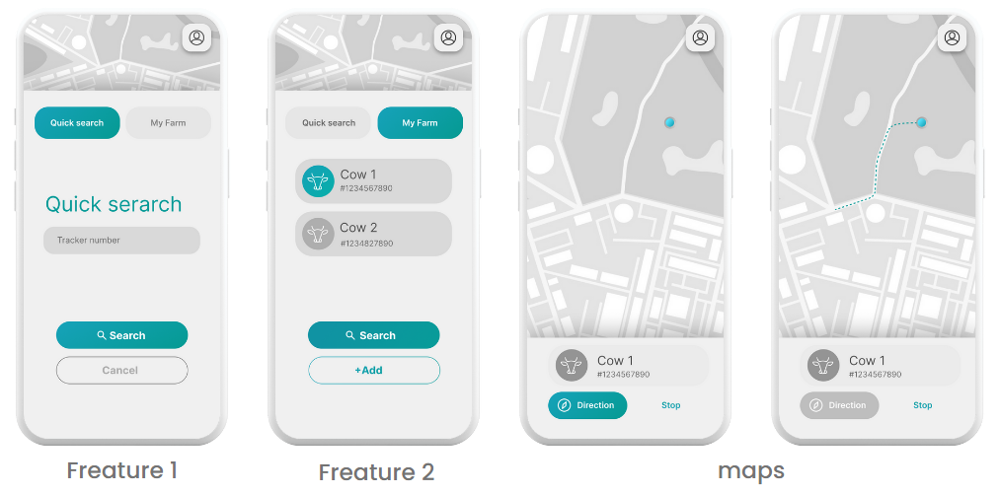 Quick search
My Farm
Quick serarch
Tracker number
Search
Cancel
Freature 1
Quick search
My Farm
Cow 1
#1234567890
Cow 2
#1234827890
Search
+Add
Freature 2
Cow 1
#1234567890
Direction
Stop
Cow 1
#1234567890
Direction
Stop
maps